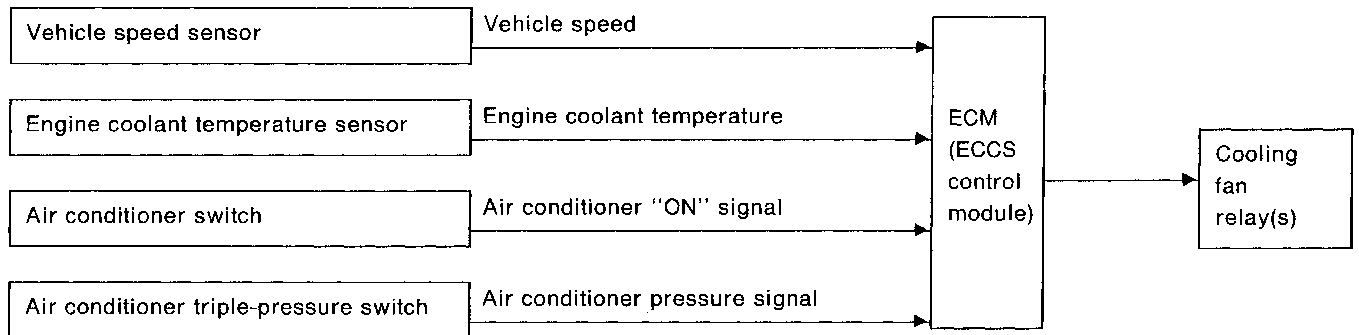 Vehicle speed sensor
Vehicle speed
Engine coolant temperature sensor
Engine coolant temperature
Air conditioner switch
Air conditioner "ON" signal
Air conditioner triple-pressure switch
Air conditioner pressure signal
ECM
(ECCS
control
module)
Cooling
fan
relay(s)